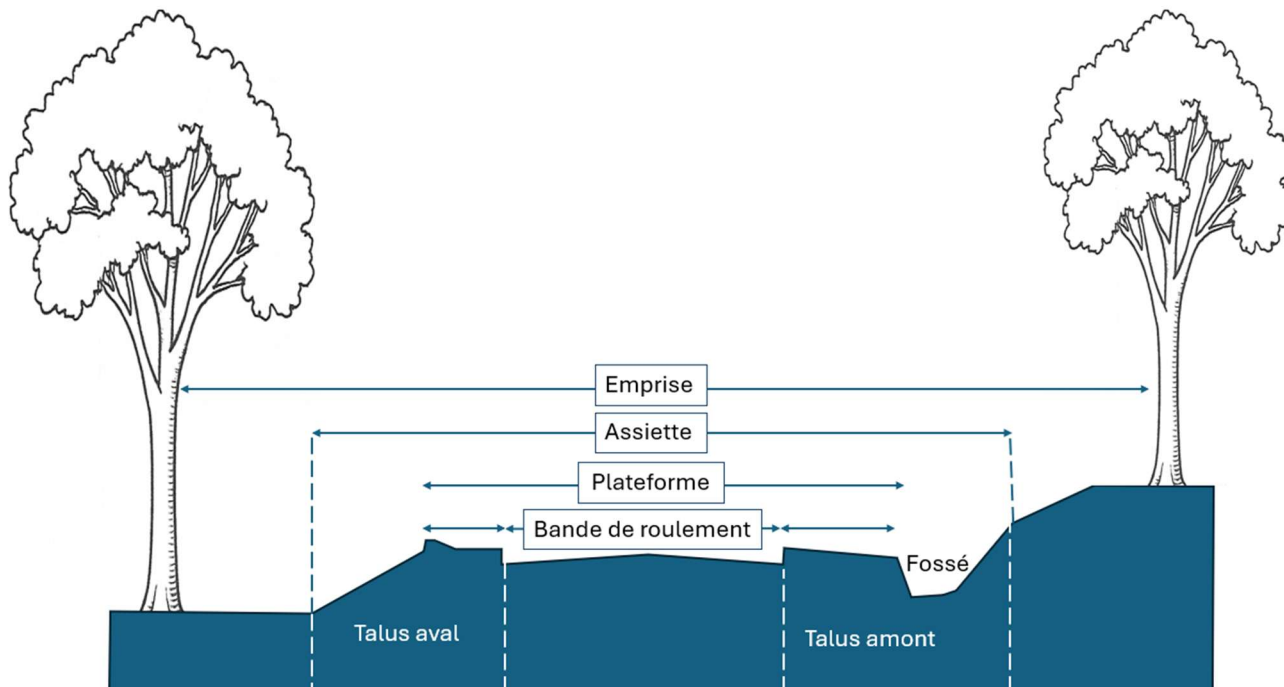 Emprise
Assiette
Plateforme
Bande de roulement
Fossé
Talus aval
Talus amont